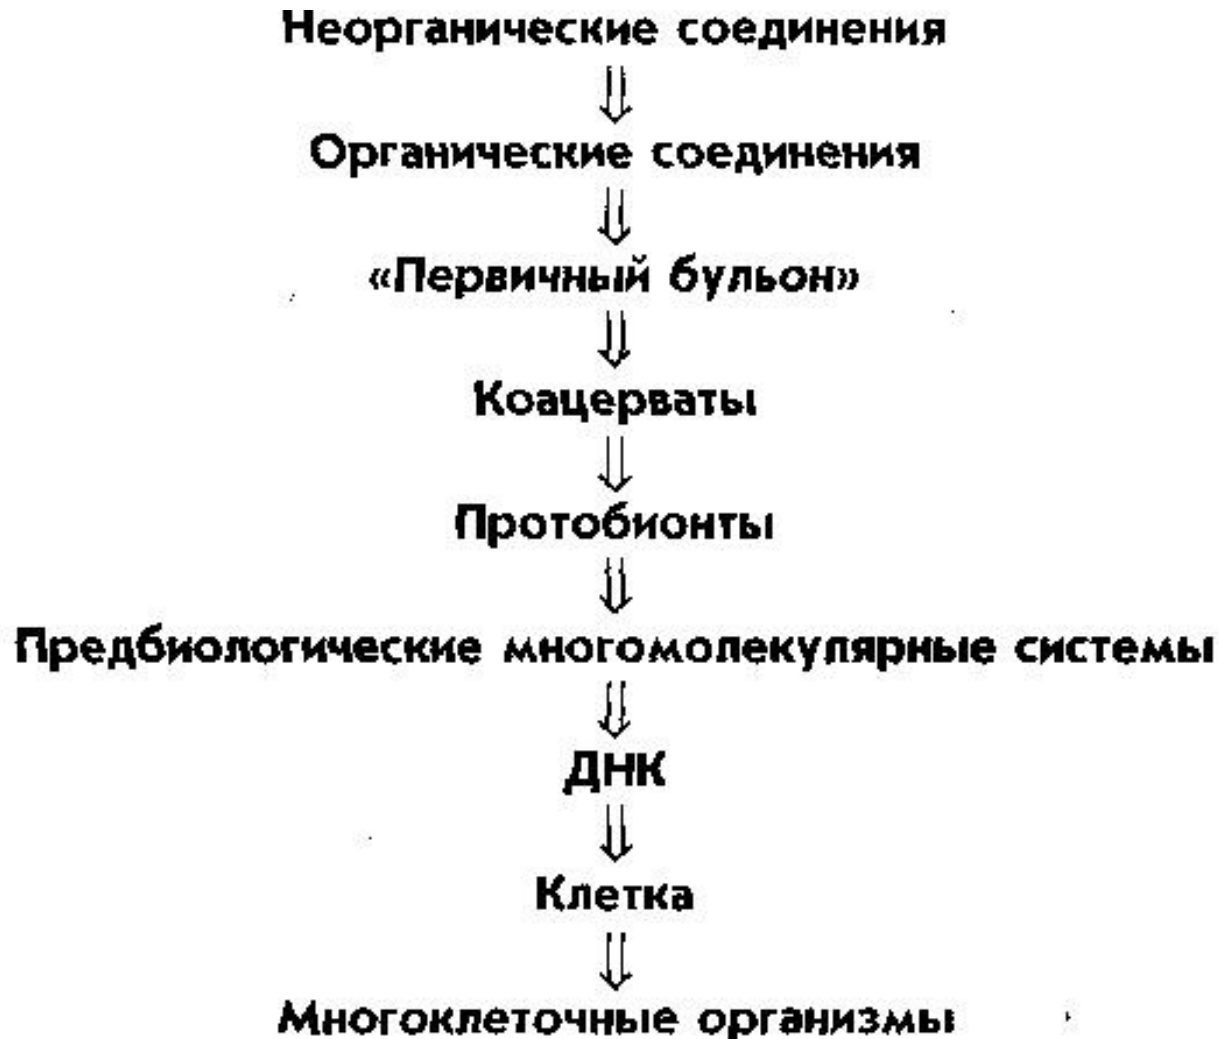 Неорганические соединения
Органические соединения
«Первичный бульон»
Коацерваты
Протобионты
Предбиологические многомолекулярные системы
ДНК
Клетка
Многоклеточные организмы